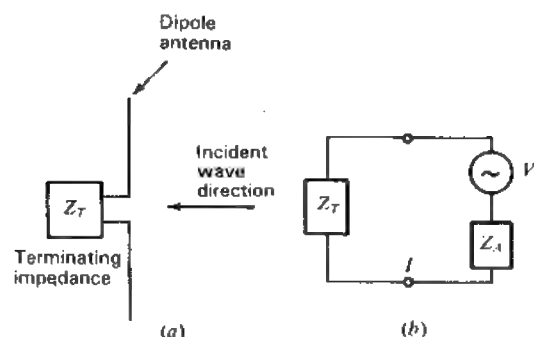 Dipole
antenna
Incident
wave
direction
Z_T
Terminating
impedance
(a)
Z_T
V
Z_A
I
(b)